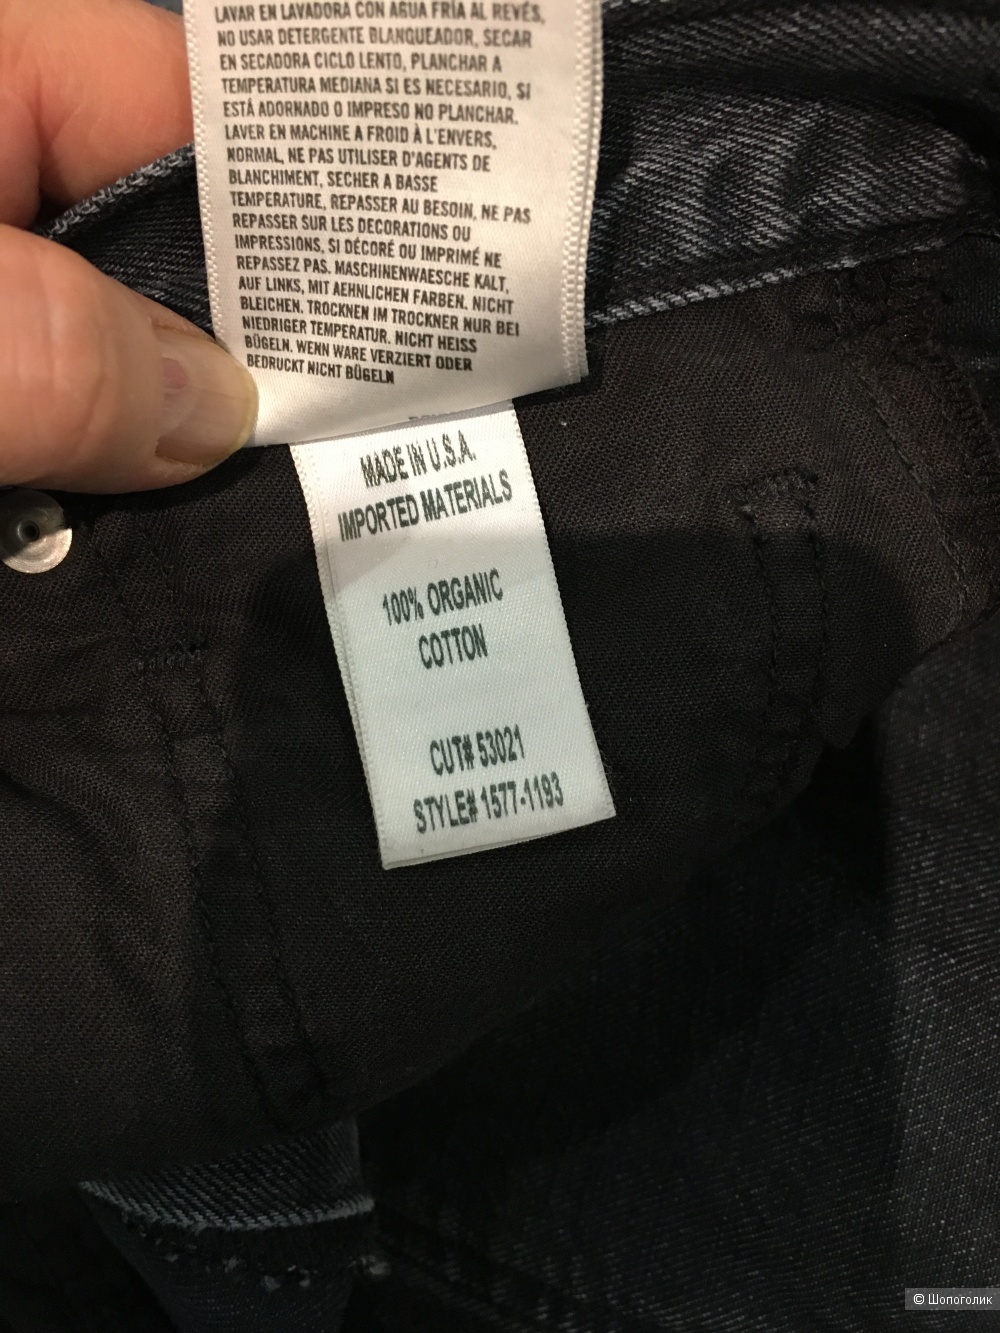 LAVAR EN LAVADORA CON AGUA FRÍA AL REVÉS,
NO USAR DETERGENTE BLANQUEADOR, SECAR
EN SECADORA CICLO LENTO, PLANCHAR A
TEMPERATURA MEDIANA SI ES NECESARIO, SI
ESTÁ ADORNADO O IMPRESO NO PLANCHAR.
LAVER EN MACHINE A FROID À L'ENVERS,
NORMAL, NE PAS UTILISER D'AGENTS DE
BLANCHIMENT, SECHER A BASSE
TEMPERATURE, REPASSER AU BESOIN, NE PAS
REPASSER SUR LES DECORATIONS OU
IMPRESSIONS, SI DÉCORÉ OU IMPRIMÉ NE
REPASSEZ PAS. MASCHINENWAESCHE KALT,
AUF LINKS, MIT AEHNLICHEN FARBEN. NICHT
BLEICHEN. TROCKNEN IM TROCKNER NUR BEI
NIEDRIGER TEMPERATUR. NICHT HEISS
BÜGELN. WENN WARE VERZIERT ODER
BEDRUCKT NICHT BÜGELN
MADE IN U.S.A.
IMPORTED MATERIALS
100% ORGANIC
COTTON
CUT# 53021
STYLE# 1577-1193
© Шопоголик